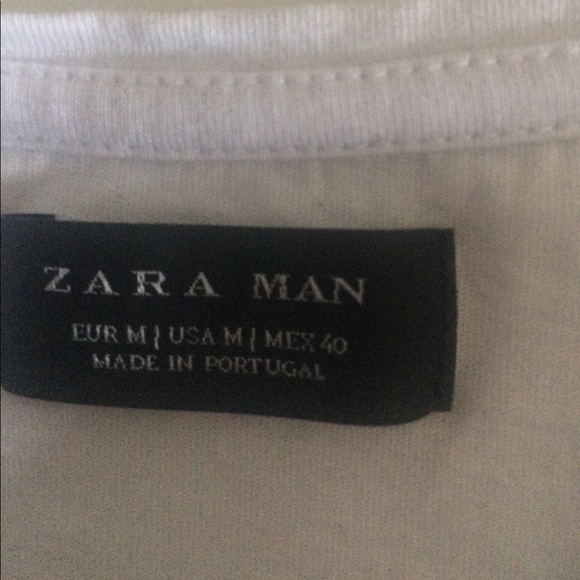 ZARA MAN
EUR M | USA M | MEX 40
MADE IN PORTUGAL